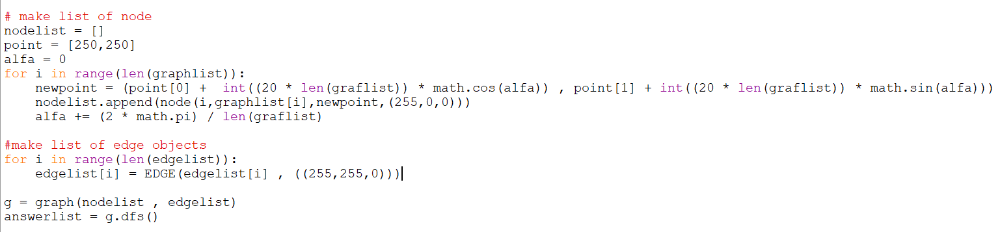 # make list of node
nodelist = []
point = [250,250]
alfa = 0
for i in range(len(graphlist)):
    newpoint = (point[0] +  int((20 * len(graflist)) * math.cos(alfa)) , point[1] + int((20 * len(graflist)) * math.sin(alfa)))
    nodelist.append(node(i,graphlist[i],newpoint,(255,0,0)))
    alfa += (2 * math.pi) / len(graflist)

#make list of edge objects
for i in range(len(edgelist)):
    edgelist[i] = EDGE(edgelist[i] , ((255,255,0)))

g = graph(nodelist , edgelist)
answerlist = g.dfs()